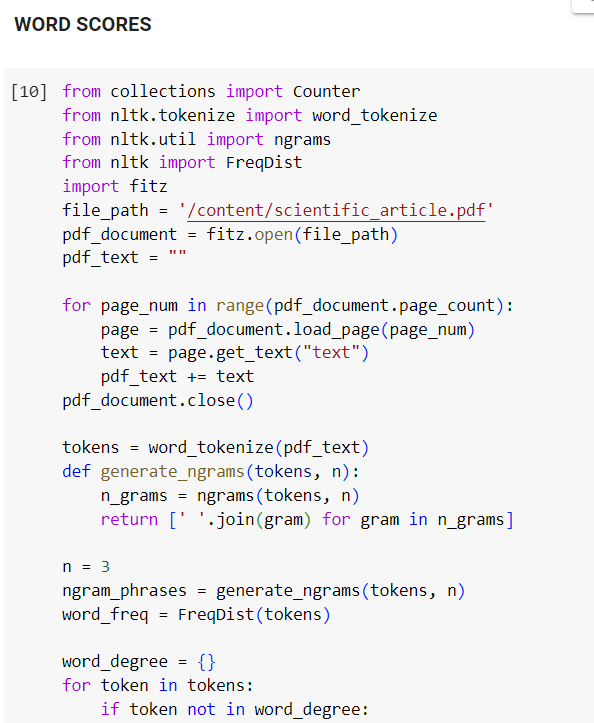 WORD SCORES
[10] from collections import Counter
from nltk.tokenize import word_tokenize
from nltk.util import ngrams
from nltk import FreqDist
import fitz
file_path = '/content/scientific_article.pdf'
pdf_document = fitz.open(file_path)
pdf_text = ""

for page_num in range(pdf_document.page_count):
    page = pdf_document.load_page(page_num)
    text = page.get_text("text")
    pdf_text += text
pdf_document.close()

tokens = word_tokenize(pdf_text)
def generate_ngrams(tokens, n):
    n_grams = ngrams(tokens, n)
    return [' '.join(gram) for gram in n_grams]

n = 3
ngram_phrases = generate_ngrams(tokens, n)
word_freq = FreqDist(tokens)

word_degree = {}
for token in tokens:
    if token not in word_degree: